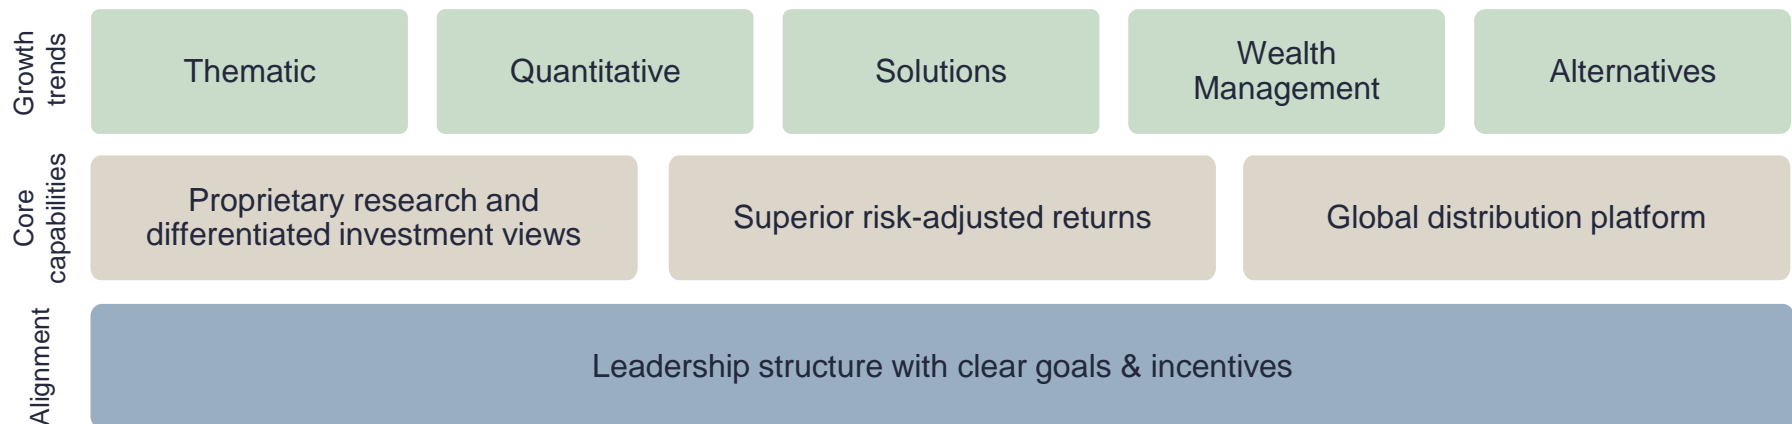 Growth
trends
Thematic
Quantitative
Solutions
Wealth
Management
Alternatives
Core
capabilities
Proprietary research and
differentiated investment views
Superior risk-adjusted returns
Global distribution platform
Alignment
Leadership structure with clear goals & incentives